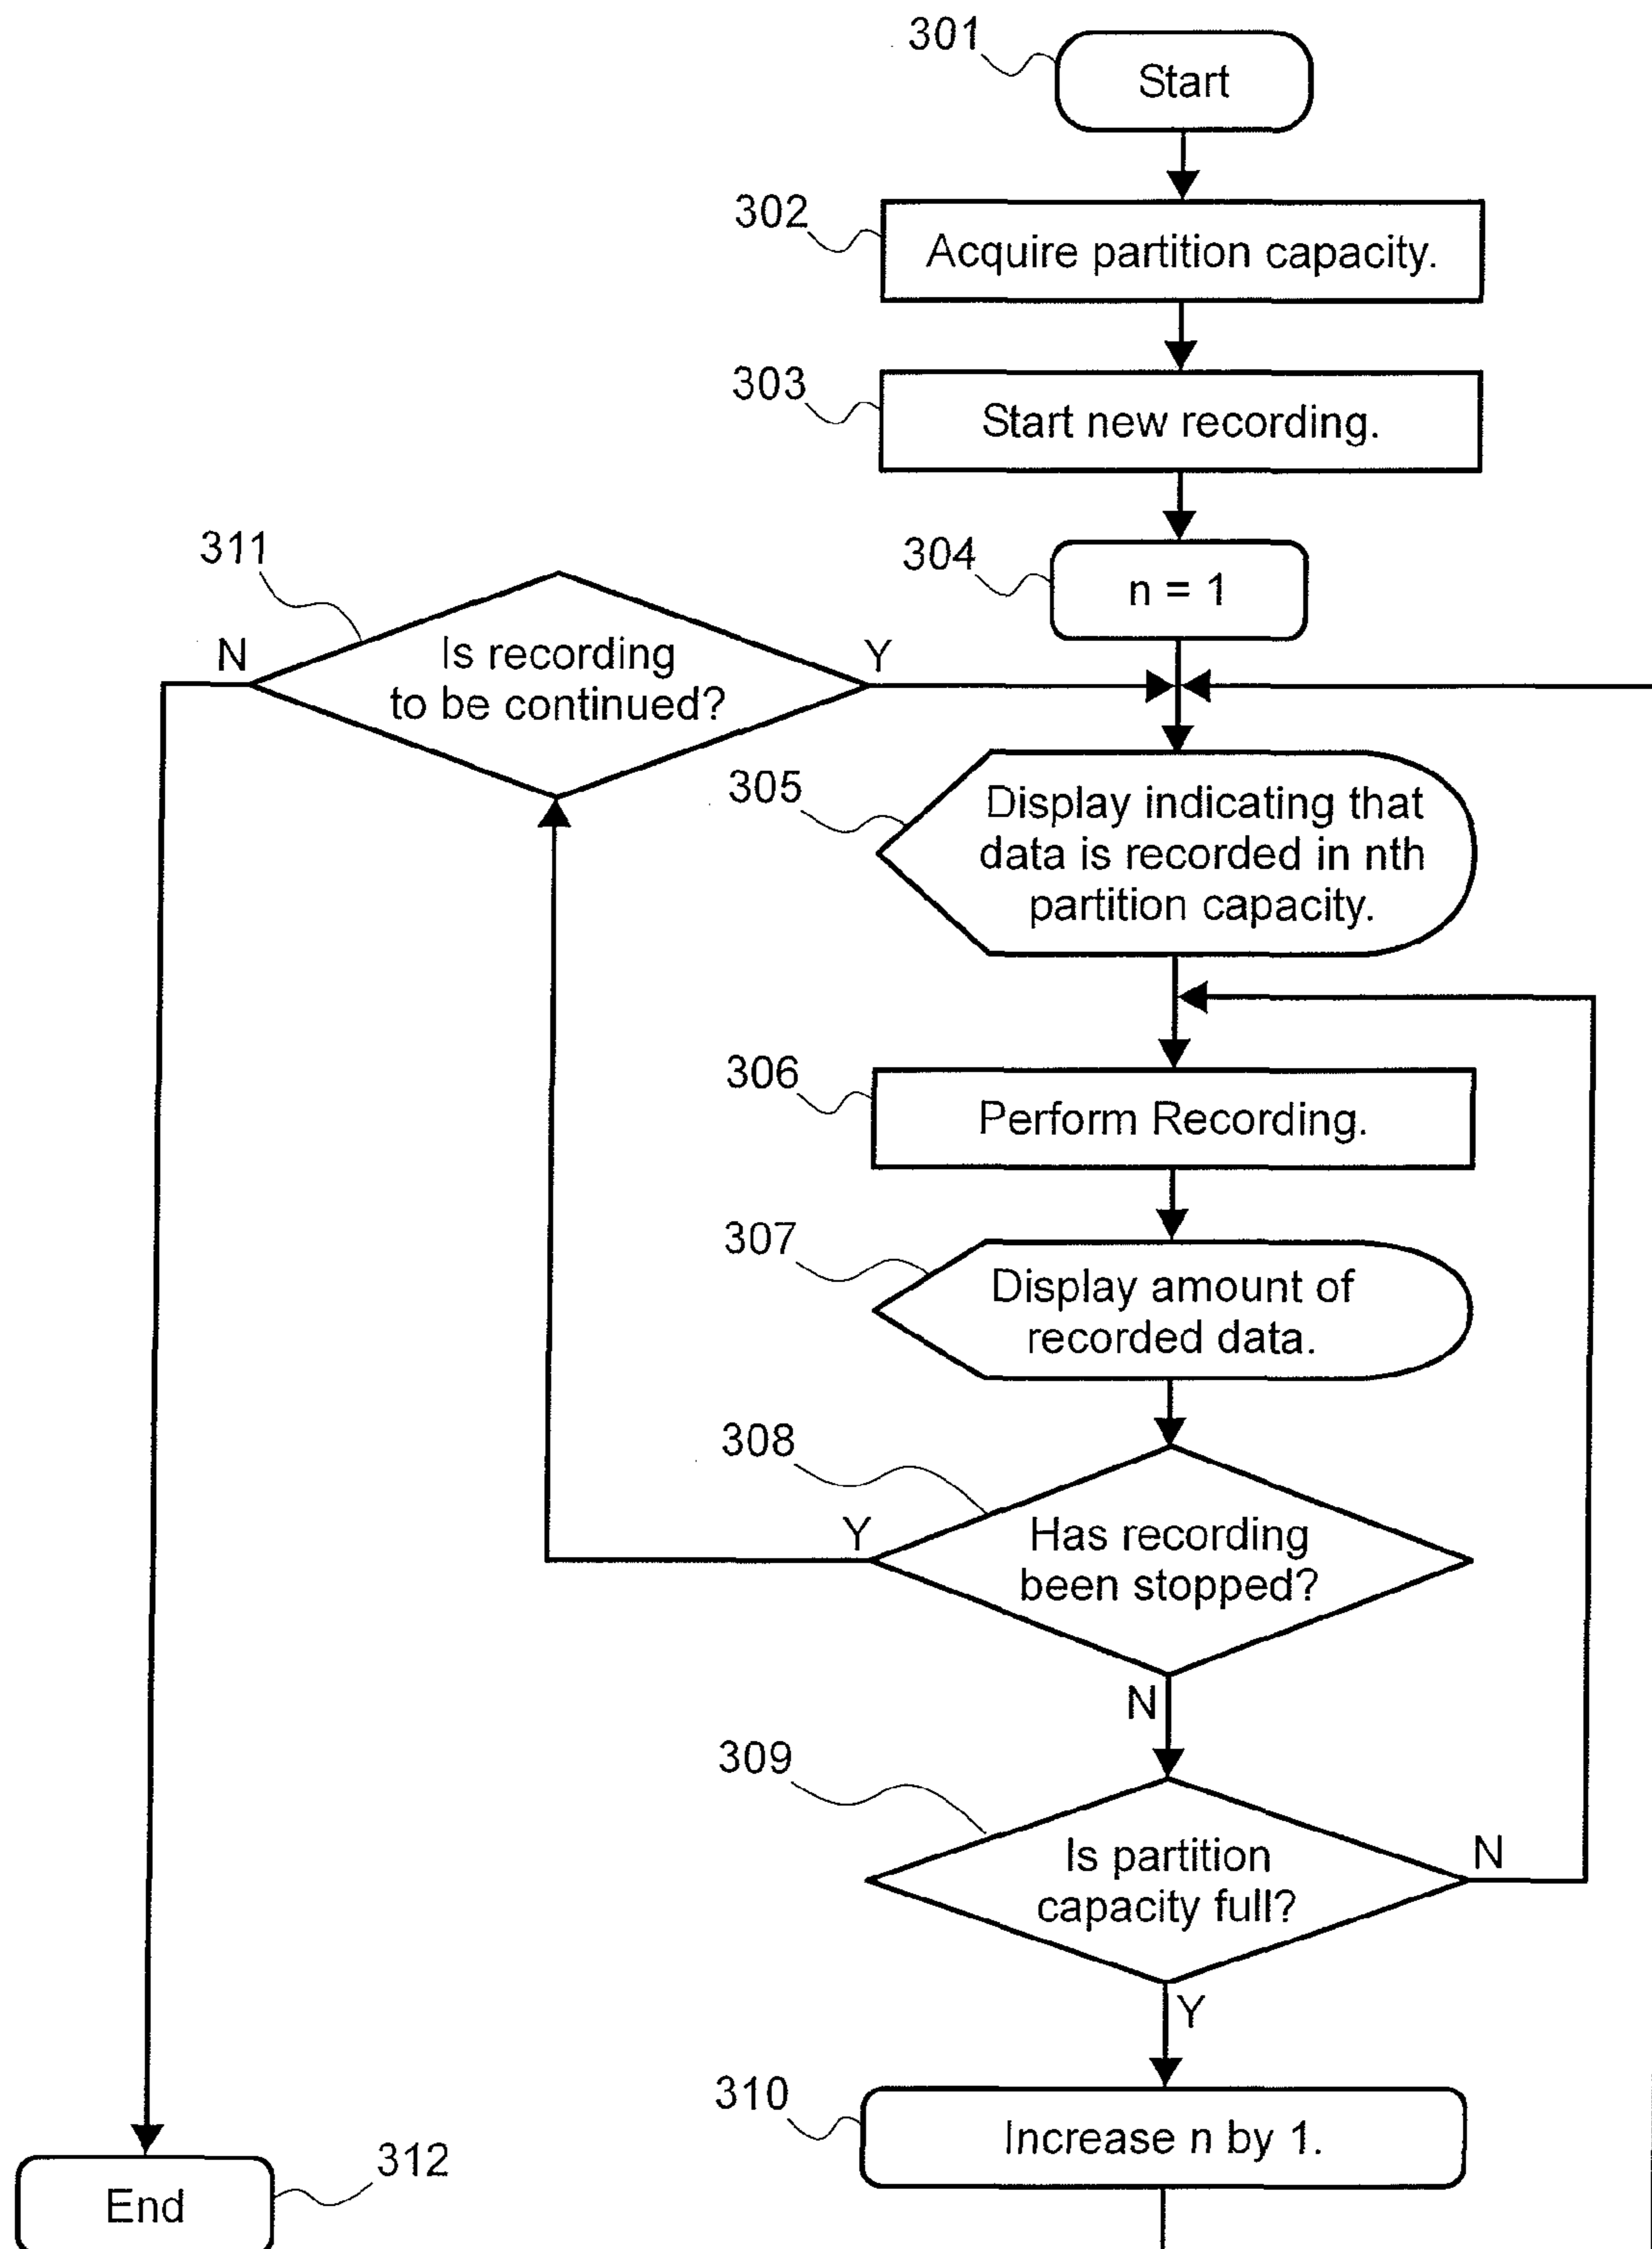 301
Start
302
Acquire partition capacity.
303
Start new recording.
304
n = 1
311
N
Is recording
to be continued?
Y
305
Display indicating that
data is recorded in nth
partition capacity.
306
Perform Recording.
307
Display amount of
recorded data.
308
Y
Has recording
been stopped?
N
309
Is partition
capacity full?
N
Y
310
Increase n by 1.
312
End